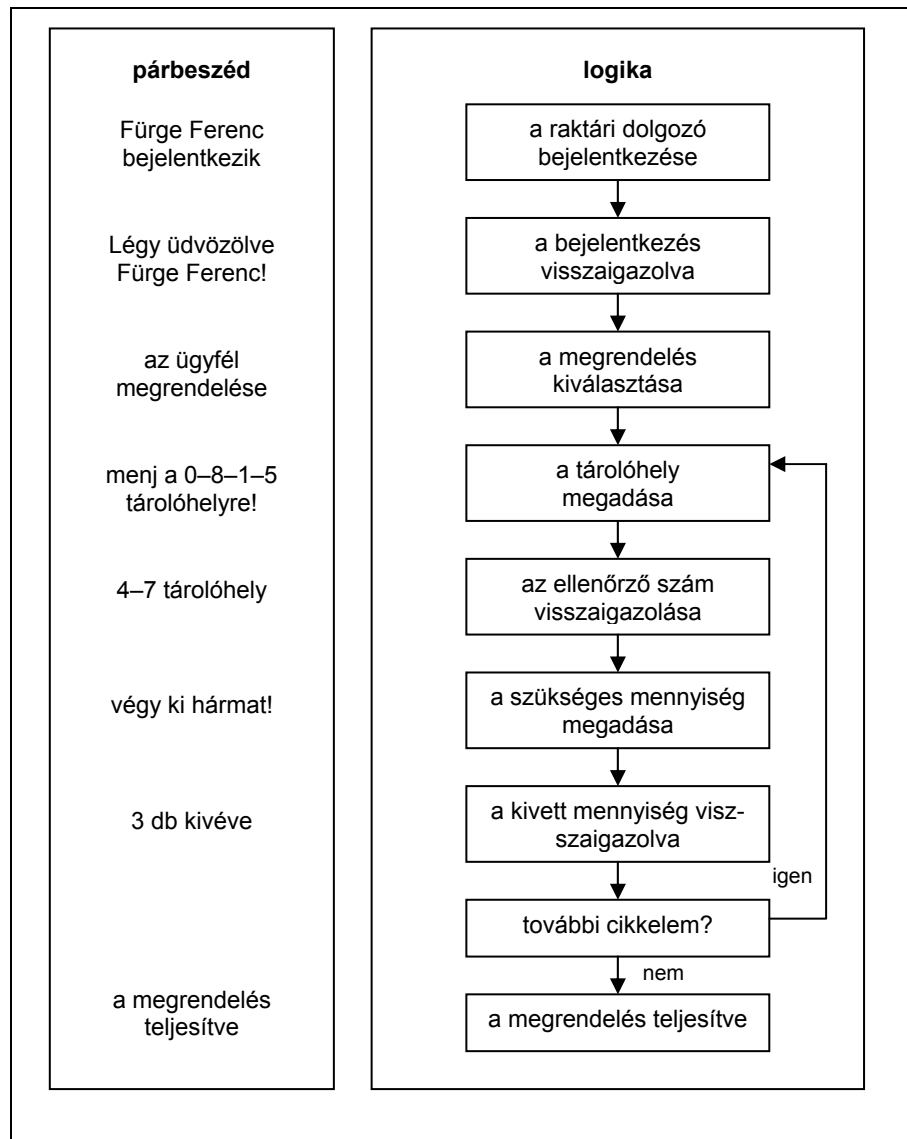 párbeszéd
Fürge Ferenc
bejelentkezik
Légy üdvözölve
Fürge Ferenc!
az ügyfél
megrendelése
menj a 0–8–1–5
tárolóhelyre!
4–7 tárolóhely
végy ki hármat!
3 db kivéve
a megrendelés
teljesítve
logika
a raktári dolgozó
bejelentkezése
a bejelentkezés
visszaigazolva
a megrendelés
kiválasztása
a tárolóhely
megadása
az ellenőrző szám
visszaigazolása
a szükséges mennyiség
megadása
a kivett mennyiség visz-
szaigazolva
igen
további cikkelem?
nem
a megrendelés teljesítve